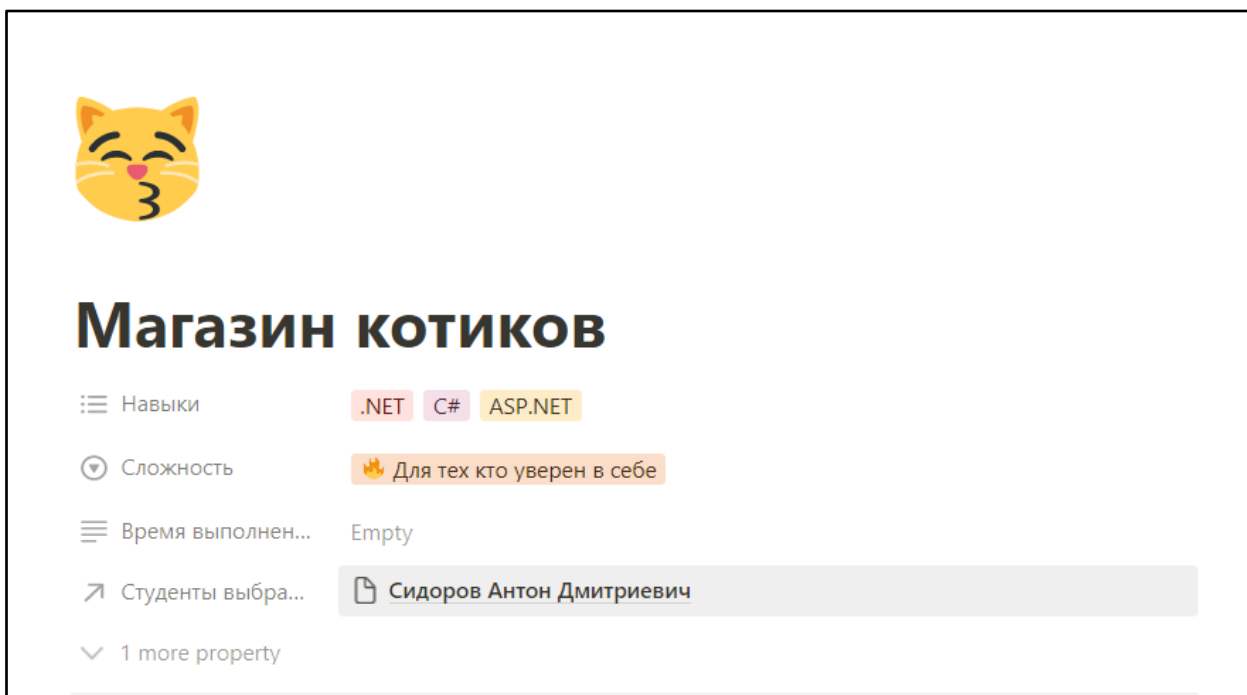 Магазин котиков
Навыки .NET C# ASP.NET
Сложность 🔥 Для тех кто уверен в себе
Время выполнен... Empty
Студенты выбра... Сидоров Антон Дмитриевич
1 more property